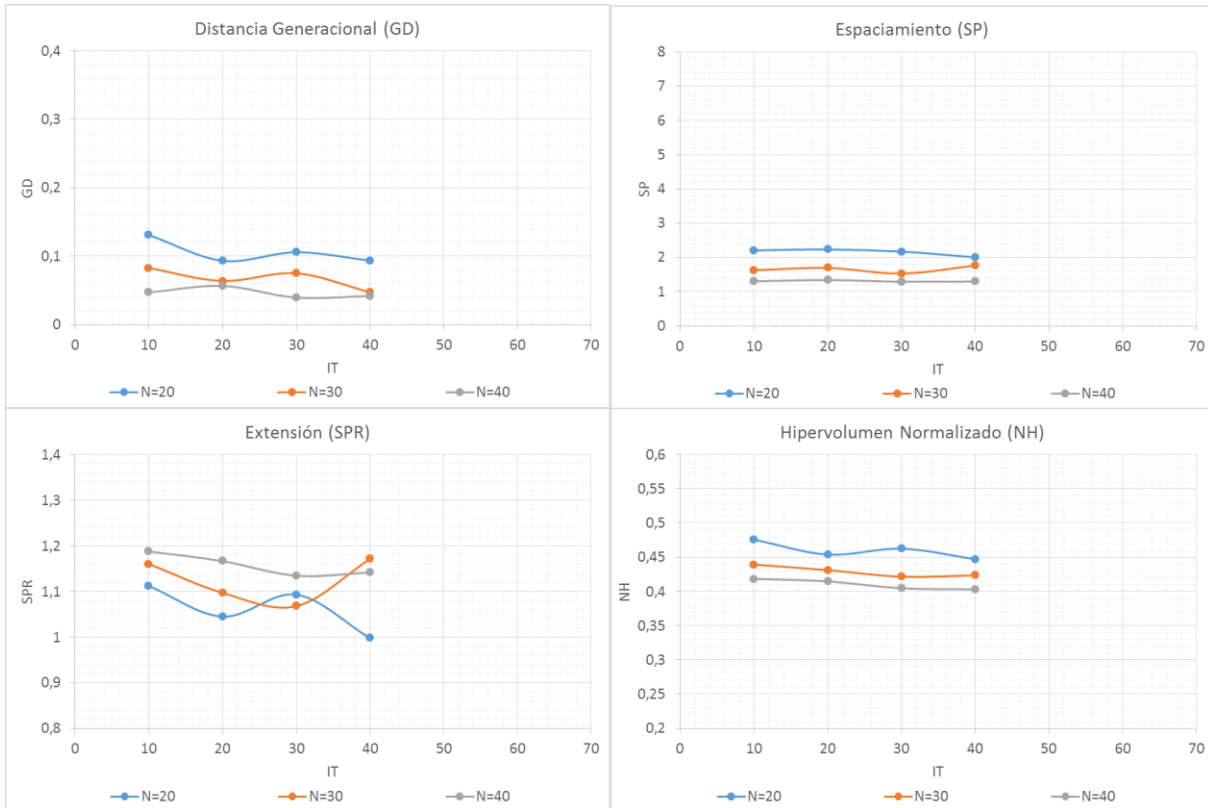 Distancia Generacional (GD)
0,4
0,3
0,2
0,1
0
GD
0 10 20 30 40 50 60 70
IT
N=20 N=30 N=40
Espaciamiento (SP)
8
7
6
5
4
3
2
1
0
SP
0 10 20 30 40 50 60 70
IT
N=20 N=30 N=40
Extensión (SPR)
1,4
1,3
1,2
1,1
1
0,9
0,8
SPR
0 10 20 30 40 50 60 70
IT
N=20 N=30 N=40
Hipervolumen Normalizado (NH)
0,6
0,55
0,5
0,45
0,4
0,35
0,3
0,25
0,2
NH
0 10 20 30 40 50 60 70
IT
N=20 N=30 N=40